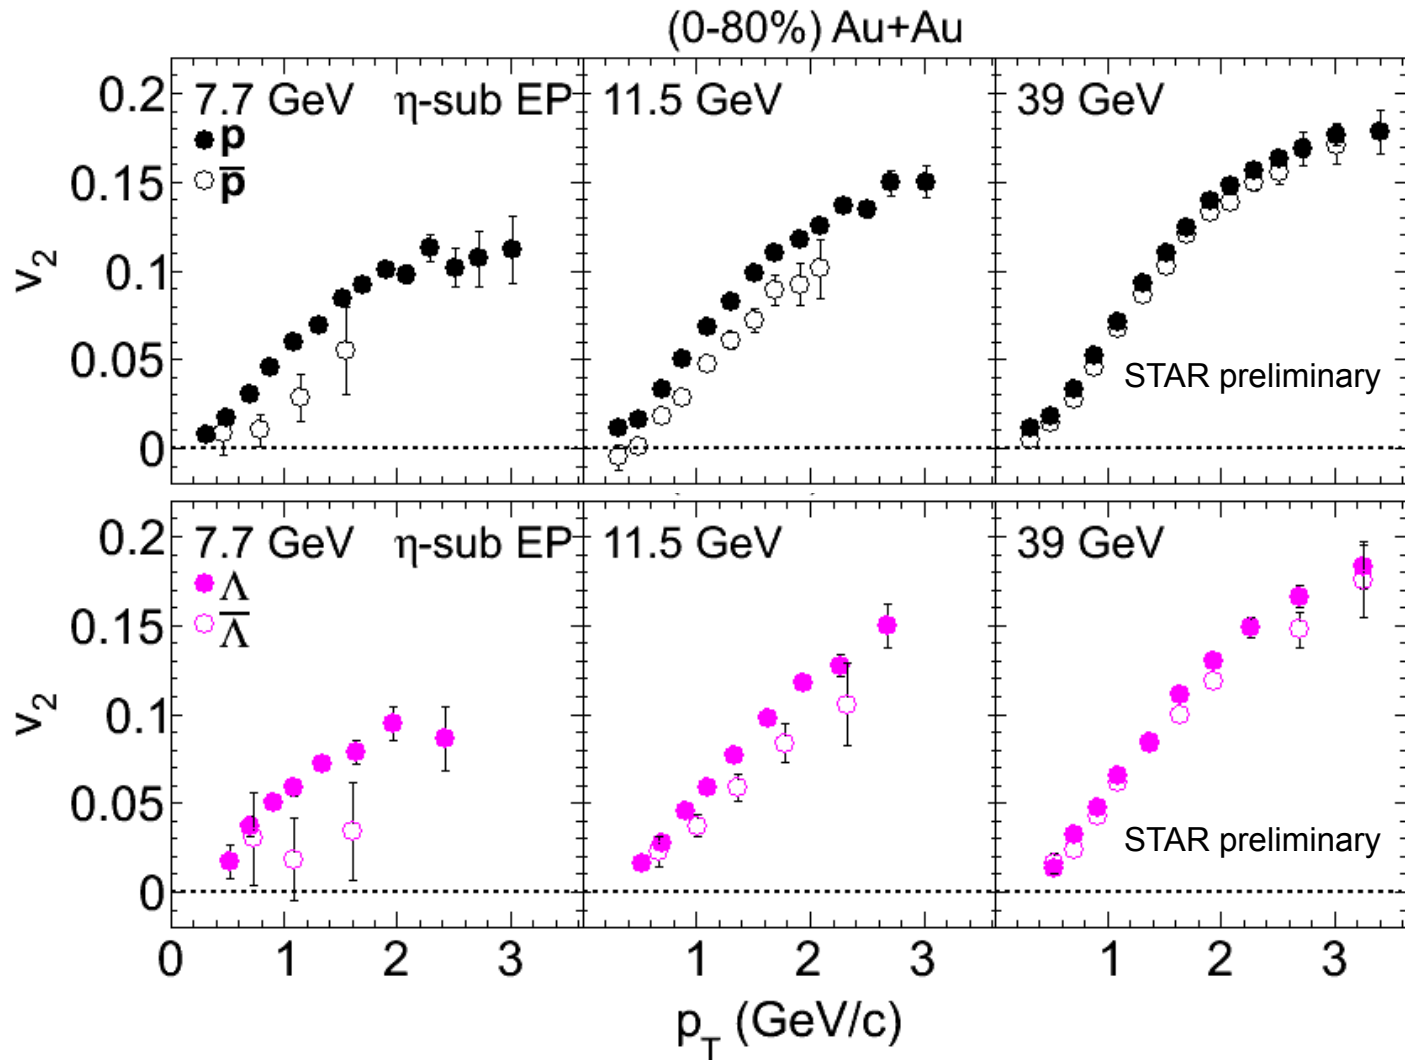 (0-80%) Au+Au
7.7 GeV η-sub EP
p
p̅
11.5 GeV
39 GeV
STAR preliminary
v₂
0.2
0.15
0.1
0.05
0
7.7 GeV η-sub EP
Λ
Λ̅
11.5 GeV
39 GeV
STAR preliminary
v₂
0.2
0.15
0.1
0.05
0
0 1 2 3 1 2 3 1 2 3
p_T (GeV/c)